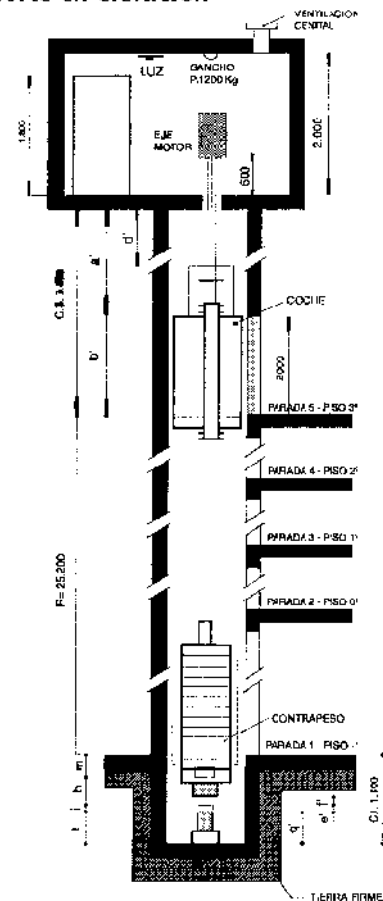 VENTILACION
CENITAL
LUZ
GANCHO
P.1200 Kg
EJE
MOTOR
600
2.000
1.800
d'
a'
b'
COCHE
2000
PARADA 5 - PISO 3º
PARADA 4 - PISO 2º
PARADA 3 - PISO 1º
PARADA 2 - PISO 0º
R= 25.200
CONTRAPESO
PARADA 1 - PISO -1
m
h
i
g'
e'
f'
TIERRA FIRME